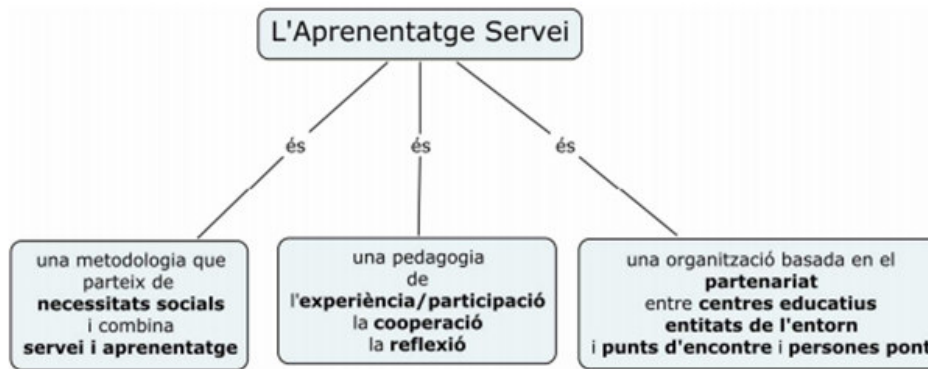 L'Aprenentatge Servei
és
és
és
una metodologia que
parteix de
necessitats socials
i combina
servei i aprenentatge
una pedagogia
de
l'experiència/participació
la cooperació
la reflexió
una organització basada en el
partenariat
entre centres educatius
entitats de l'entorn
i punts d'encontre i persones pont